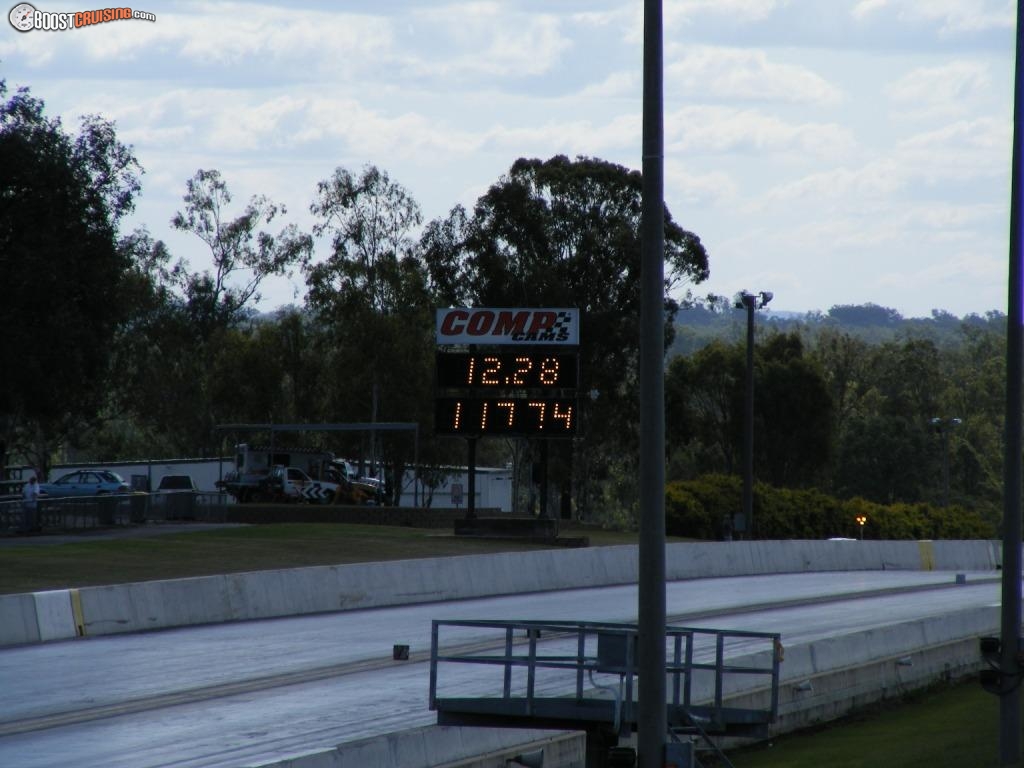 BOOSTCRUISING.com
COMP
CAMS
12.28
117.74